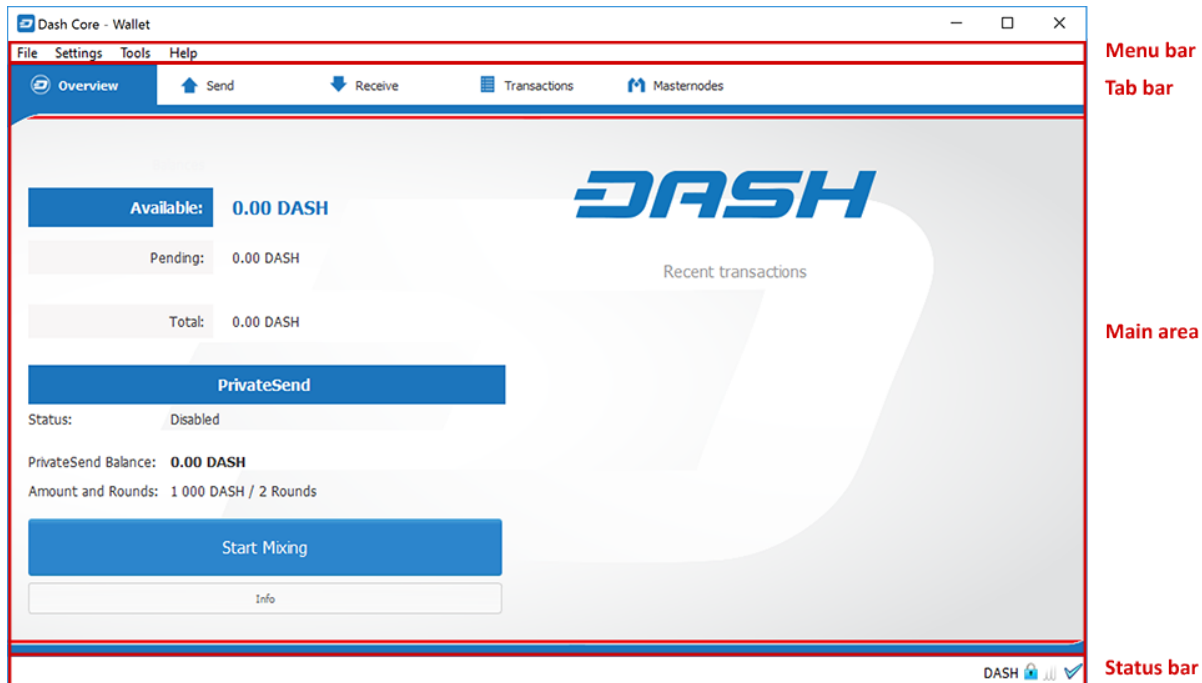 Dash Core - Wallet
File Settings Tools Help
Menu bar
Overview Send Receive Transactions Masternodes
Tab bar
DASH
Available: 0.00 DASH
Pending: 0.00 DASH
Recent transactions
Total: 0.00 DASH
Main area
PrivateSend
Status: Disabled
PrivateSend Balance: 0.00 DASH
Amount and Rounds: 1 000 DASH / 2 Rounds
Start Mixing
Info
DASH
Status bar